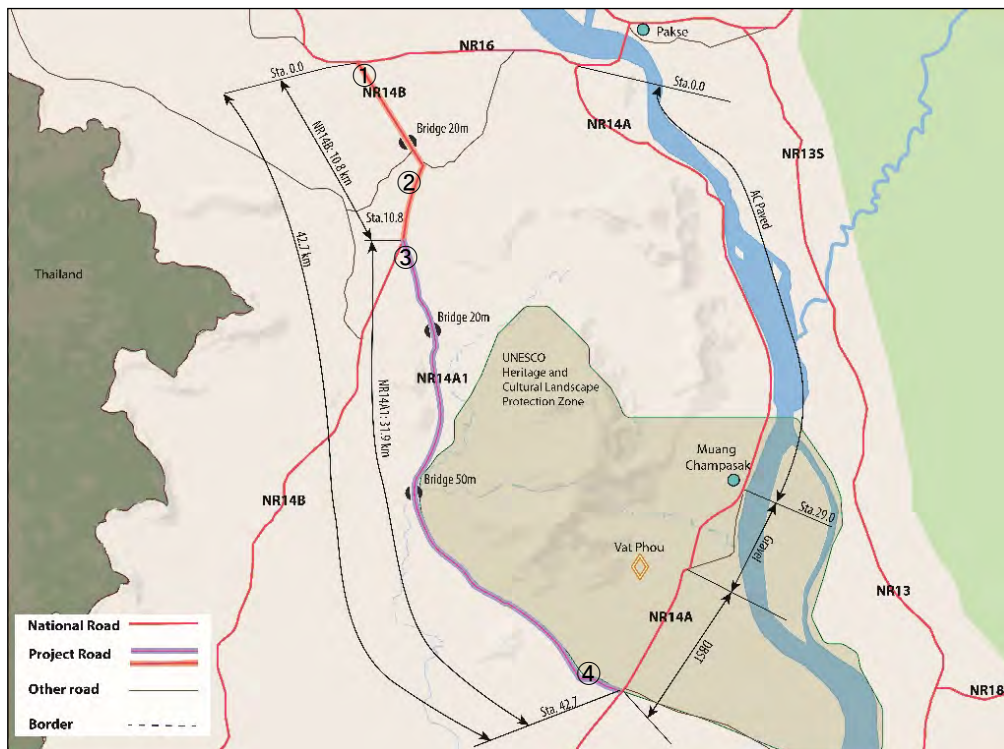 Pakse
NR16
Sta. 0.0
①
NR14B
Sta.0.0
NR14A
Bridge 20m
NR14B: 10.8 km
NR13S
②
AC Paved
Sta.10.8
42.7 km
③
Thailand
Bridge 20m
UNESCO
Heritage and
Cultural Landscape
Protection Zone
NR14A1
NR14A1: 31.9 km
Muang
Champasak
NR14B
Bridge 50m
Sta.29.0
Gravel
Vat Phou
NR14A
NR13
DBST
④
Sta. 42.7
NR18
National Road
Project Road
Other road
Border